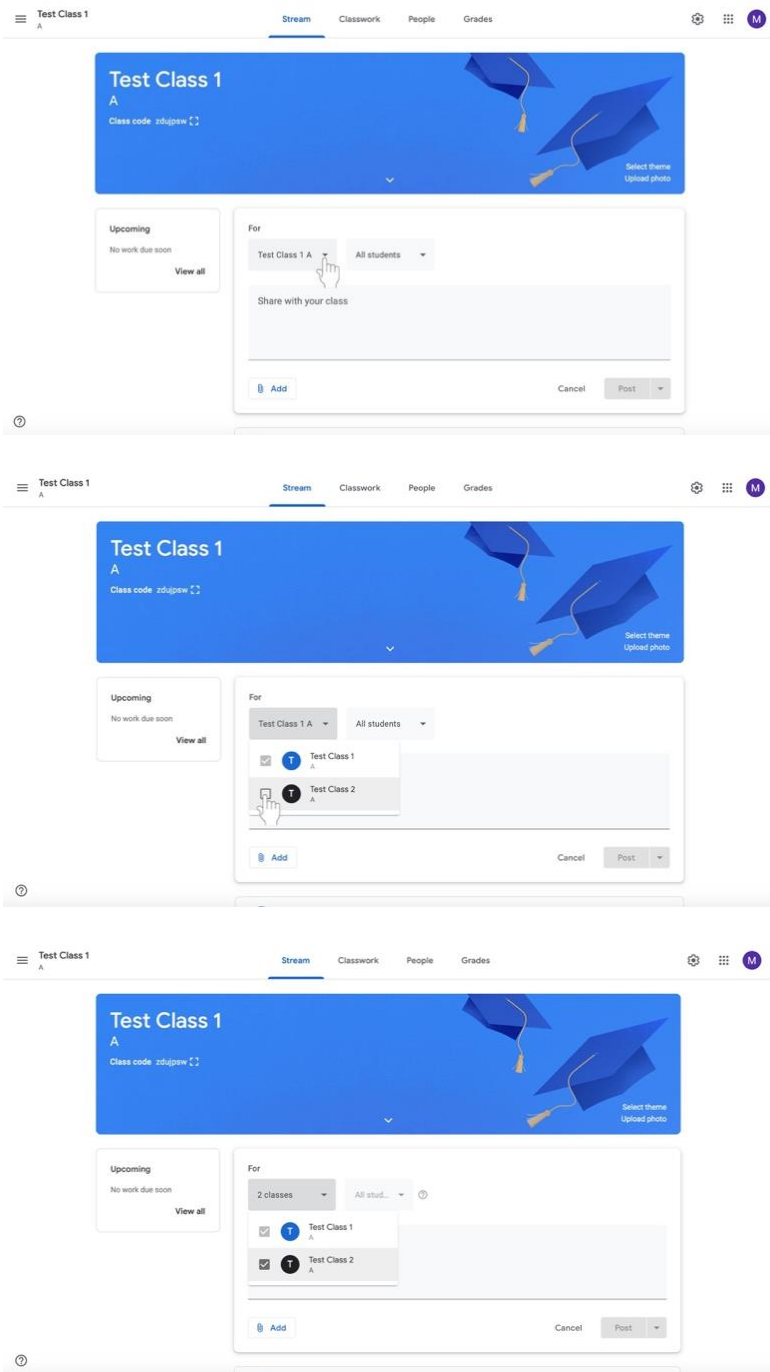 Test Class 1
A
Stream Classwork People Grades
M
Test Class 1
A
Class code zdujpsw
Select theme
Upload photo
Upcoming
No work due soon
View all
For
Test Class 1 A All students
Share with your class
Add Cancel Post
Test Class 1
A
Stream Classwork People Grades
M
Test Class 1
A
Class code zdujpsw
Select theme
Upload photo
Upcoming
No work due soon
View all
For
Test Class 1 A All students
T Test Class 1
A
T Test Class 2
A
Add Cancel Post
Test Class 1
A
Stream Classwork People Grades
M
Test Class 1
A
Class code zdujpsw
Select theme
Upload photo
Upcoming
No work due soon
View all
For
2 classes All stud...
T Test Class 1
A
T Test Class 2
A
Add Cancel Post